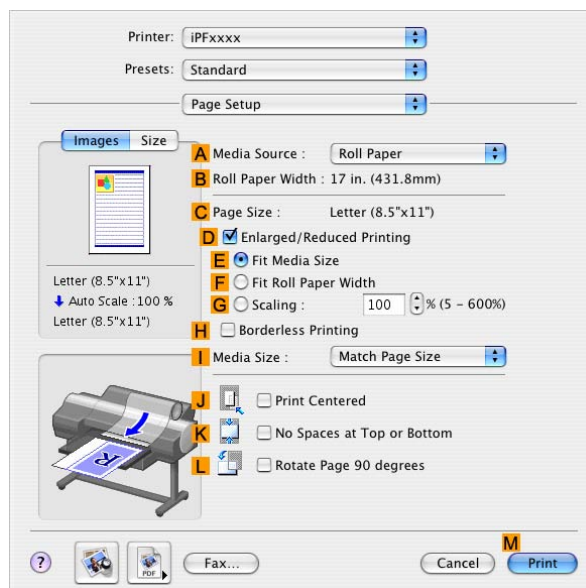 Printer: iPFxxxx
Presets: Standard
Page Setup
Images Size
A Media Source : Roll Paper
B Roll Paper Width : 17 in. (431.8mm)
C Page Size : Letter (8.5"x11")
D Enlarged/Reduced Printing
E Fit Media Size
F Fit Roll Paper Width
G Scaling : 100 % (5 - 600%)
Letter (8.5"x11")
Auto Scale :100 %
Letter (8.5"x11")
H Borderless Printing
I Media Size : Match Page Size
J Print Centered
K No Spaces at Top or Bottom
L Rotate Page 90 degrees
R
M
? PDF Fax... Cancel Print